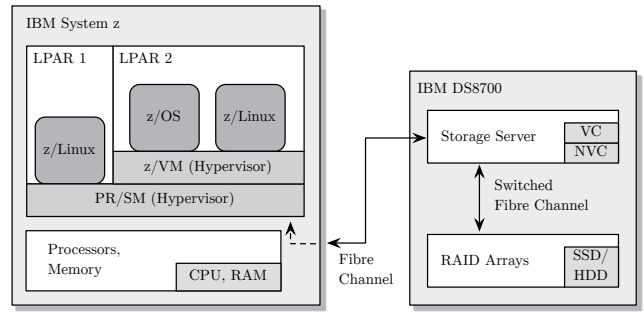 IBM System z
LPAR 1
LPAR 2
z/OS
z/Linux
z/Linux
z/VM (Hypervisor)
PR/SM (Hypervisor)
Processors,
Memory
CPU, RAM
Fibre
Channel
IBM DS8700
Storage Server
VC
NVC
Switched
Fibre Channel
RAID Arrays
SSD/
HDD